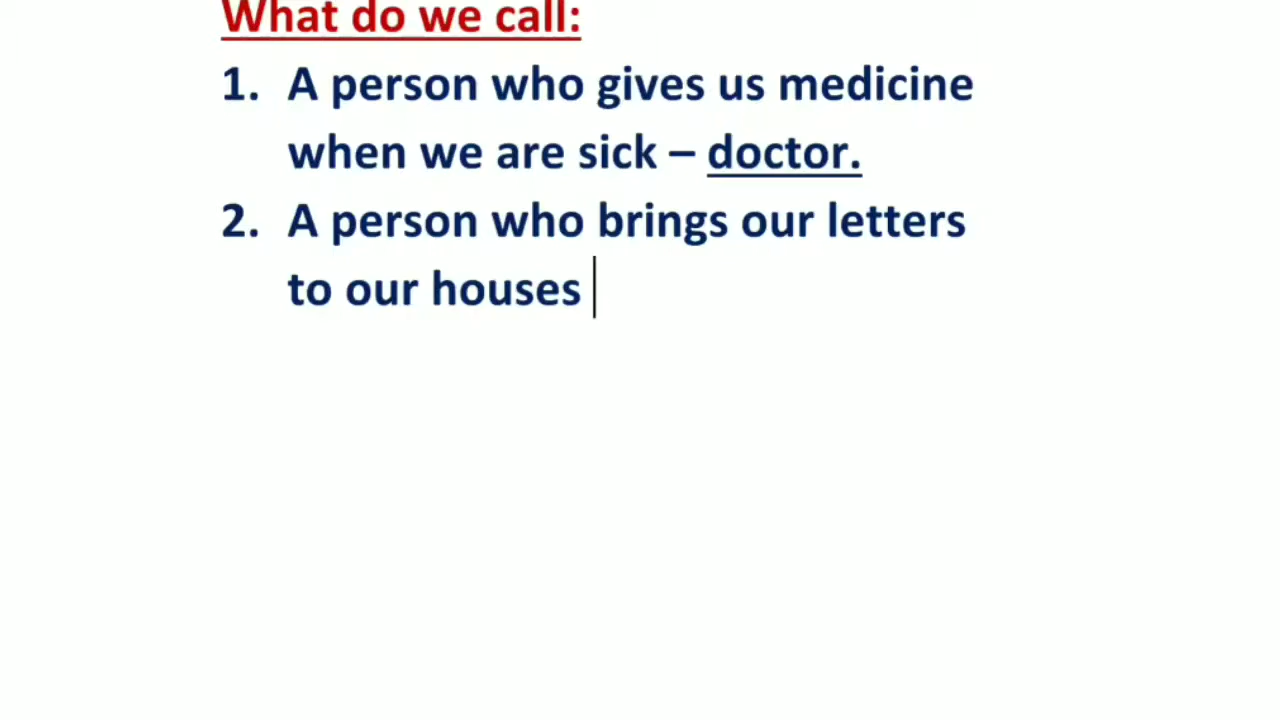 What do we call:
1. A person who gives us medicine
when we are sick – doctor.
2. A person who brings our letters
to our houses